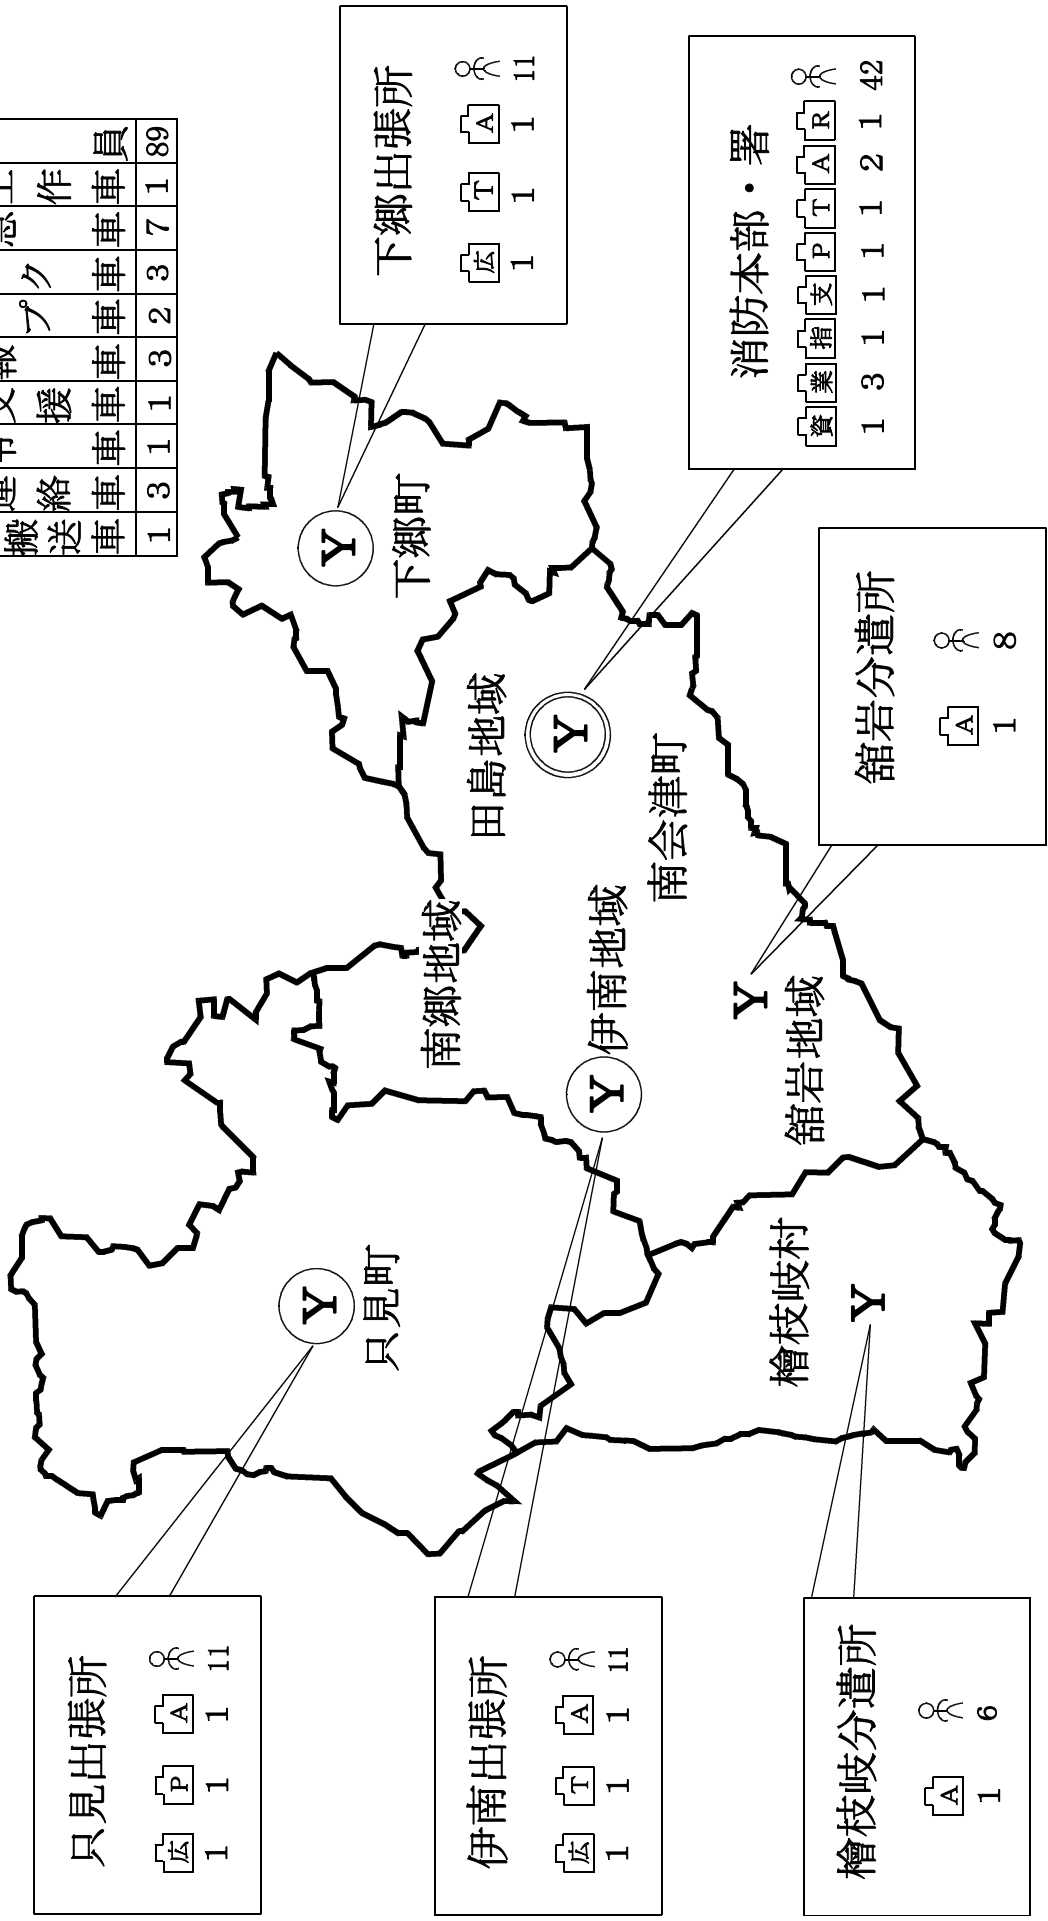 搬 送 車 1
絡 車 3
車 1
援 車 1
車 3
プ 車 2
ク 車 3
車 7
作 車 1
員 89
只見出張所
広 P A
1 1 1 11
下郷出張所
広 T A
1 1 1 11
伊南出張所
広 T A
1 1 1 11
消防本部・署
資 業 指 支 P T A R
1 3 1 1 1 1 2 1 42
檜枝岐分遣所
A
1 6
舘岩分遣所
A
1 8
Y
只見町
Y
下郷町
南郷地域
田島地域
Y
伊南地域
Y
南会津町
Y
舘岩地域
檜枝岐村
Y